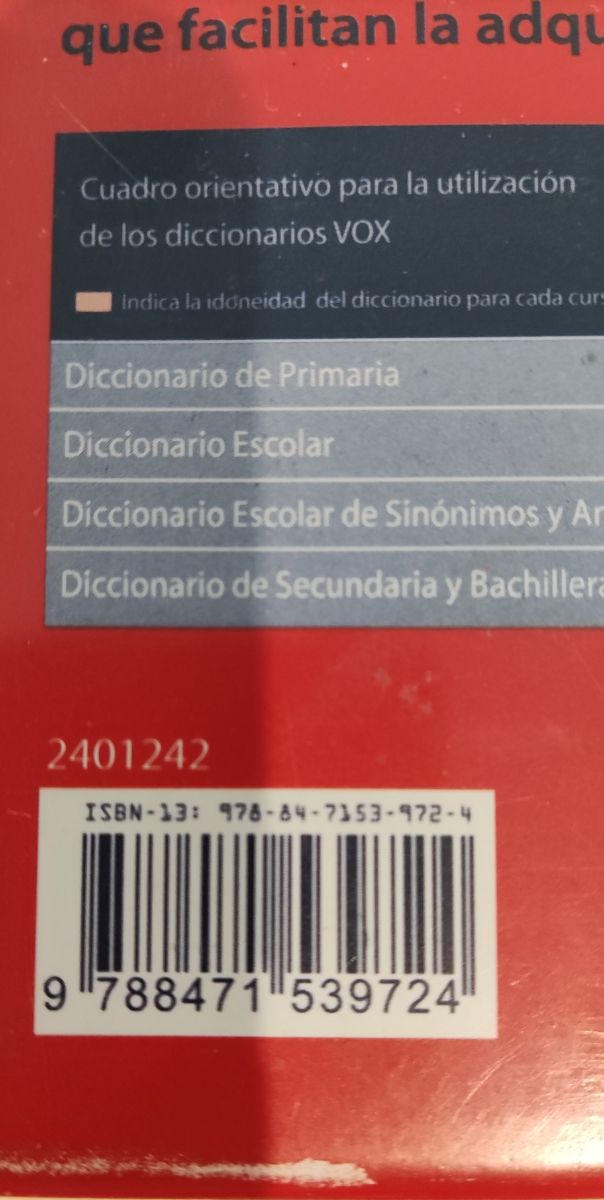 que facilitan la adqu
Cuadro orientativo para la utilización
de los diccionarios VOX
Indica la idoneidad del diccionario para cada curs
Diccionario de Primaria
Diccionario Escolar
Diccionario Escolar de Sinónimos y An
Diccionario de Secundaria y Bachillera
2401242
ISBN-13: 978-84-7153-972-4
9 788471 539724